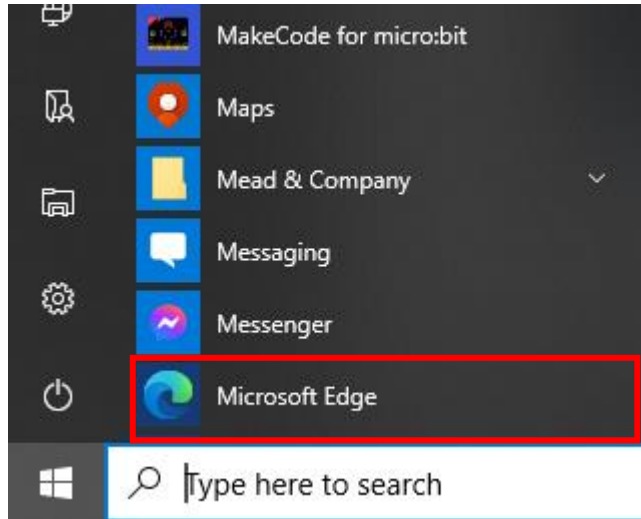 MakeCode for micro:bit
Maps
Mead & Company
Messaging
Messenger
Microsoft Edge
Type here to search